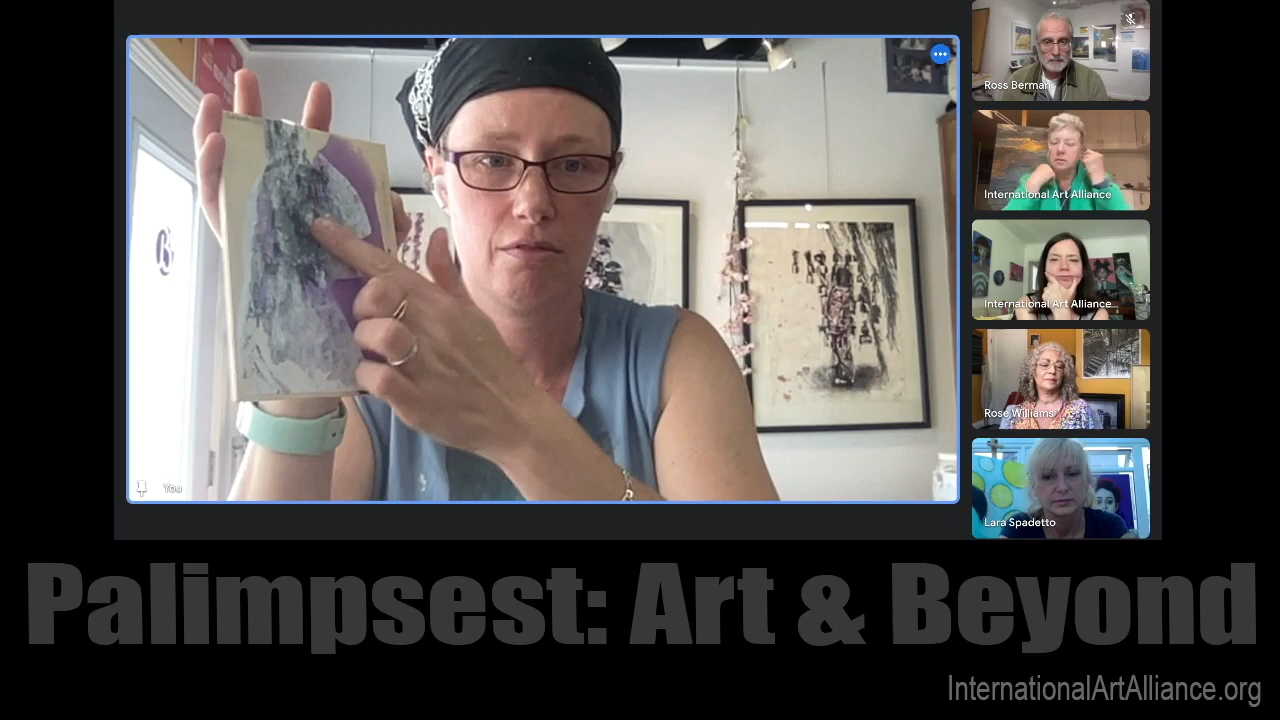 You
Ross Berman
International Art Alliance
International Art Alliance
Rose Williams
Lara Spadetto
Palimpsest: Art & Beyond
InternationalArtAlliance.org